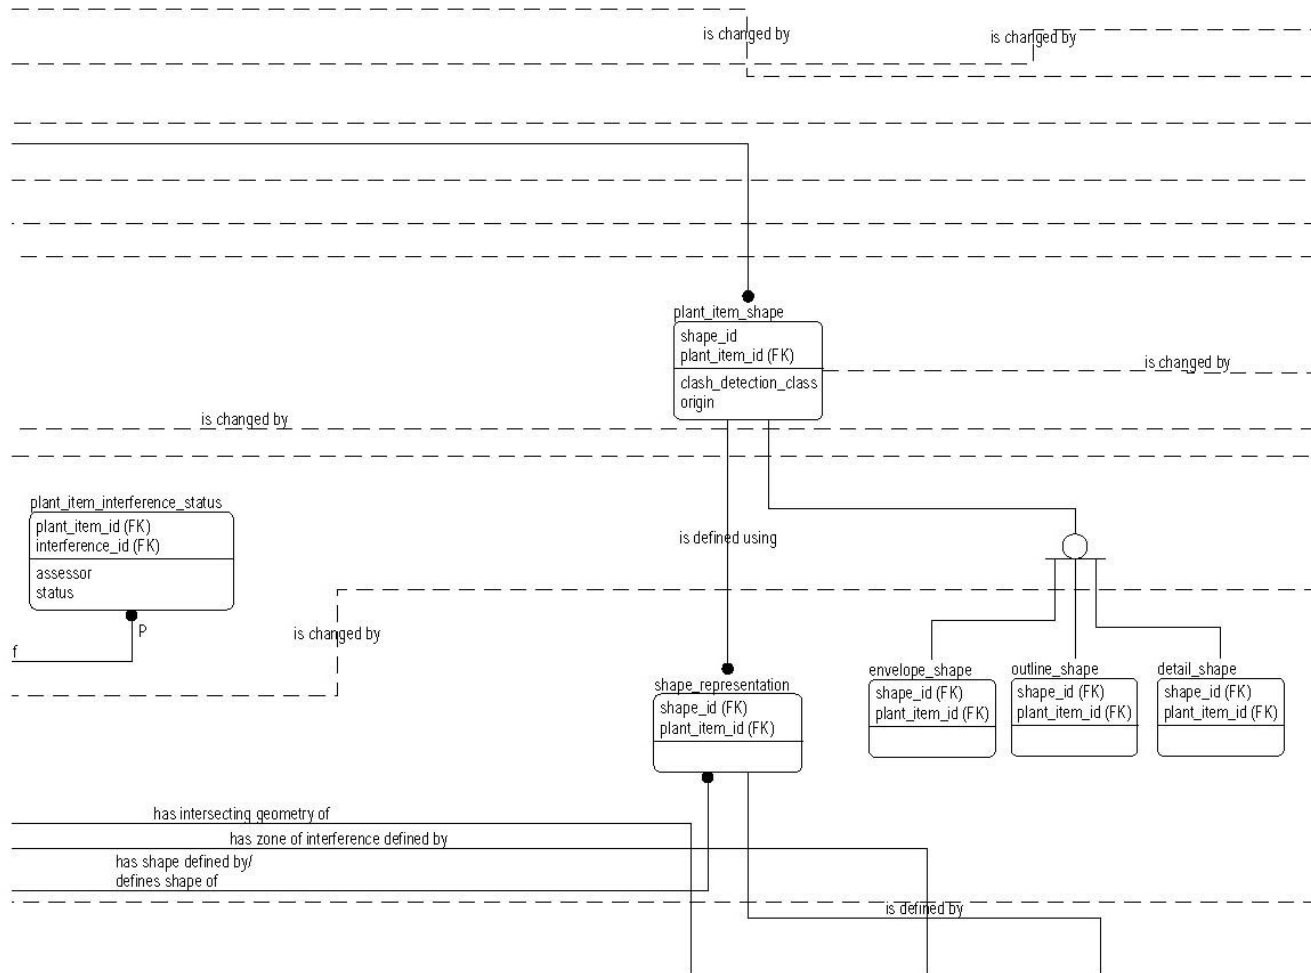 is changed by
is changed by
plant_item_shape
shape_id
plant_item_id (FK)
clash_detection_class
origin
is changed by
is changed by
plant_item_interference_status
plant_item_id (FK)
interference_id (FK)
assessor
status
P
f
is defined using
is changed by
shape_representation
shape_id (FK)
plant_item_id (FK)
envelope_shape
shape_id (FK)
plant_item_id (FK)
outline_shape
shape_id (FK)
plant_item_id (FK)
detail_shape
shape_id (FK)
plant_item_id (FK)
has intersecting geometry of
has zone of interference defined by
has shape defined by/
defines shape of
is defined by